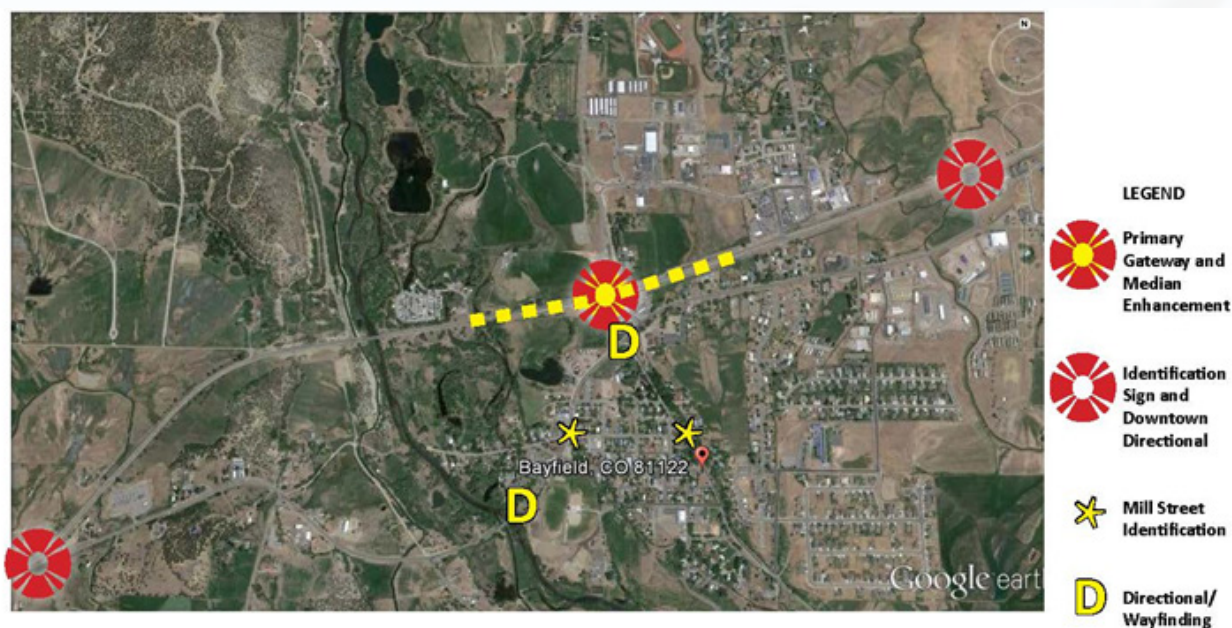 N
LEGEND
Primary
Gateway and
Median
Enhancement
D
Identification
Sign and
Downtown
Directional
Bayfield, CO 81122
D
Mill Street
Identification
Google eart
D
Directional/
Wayfinding